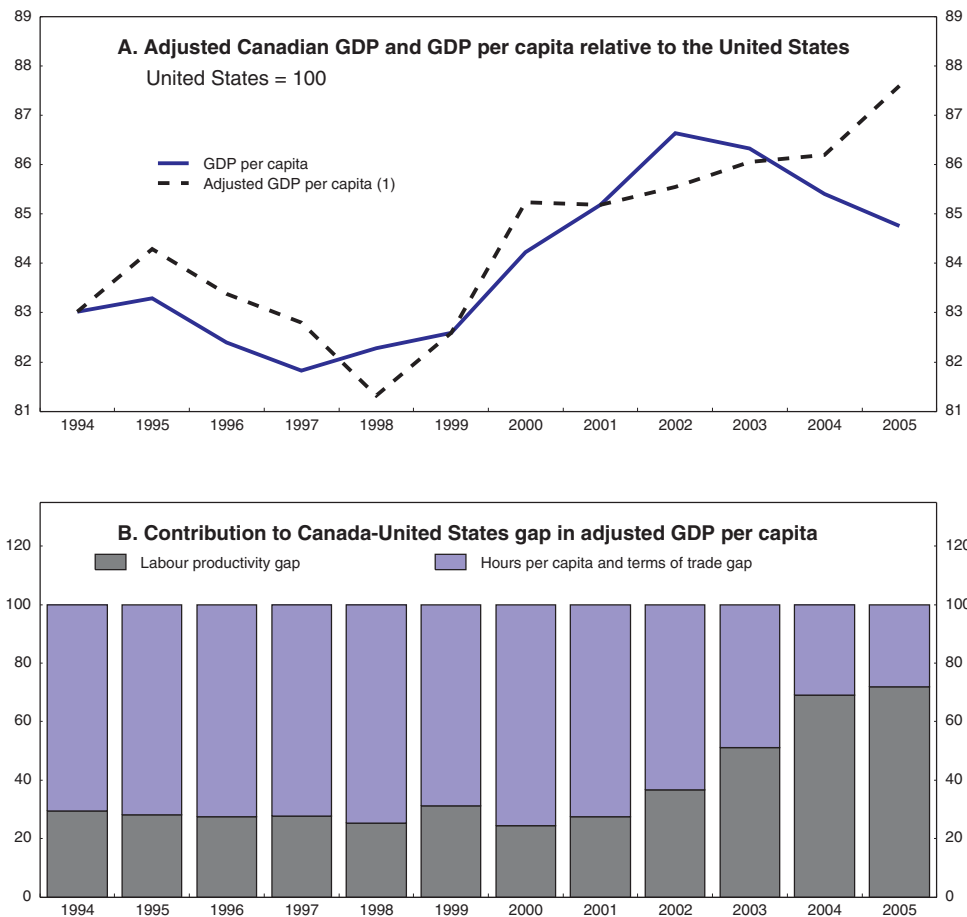 A. Adjusted Canadian GDP and GDP per capita relative to the United States
United States = 100
GDP per capita
Adjusted GDP per capita (1)
89 89
88 88
87 87
86 86
85 85
84 84
83 83
82 82
81 81
1994 1995 1996 1997 1998 1999 2000 2001 2002 2003 2004 2005
B. Contribution to Canada-United States gap in adjusted GDP per capita
Labour productivity gap Hours per capita and terms of trade gap
120 120
100 100
80 80
60 60
40 40
20 20
0 0
1994 1995 1996 1997 1998 1999 2000 2001 2002 2003 2004 2005